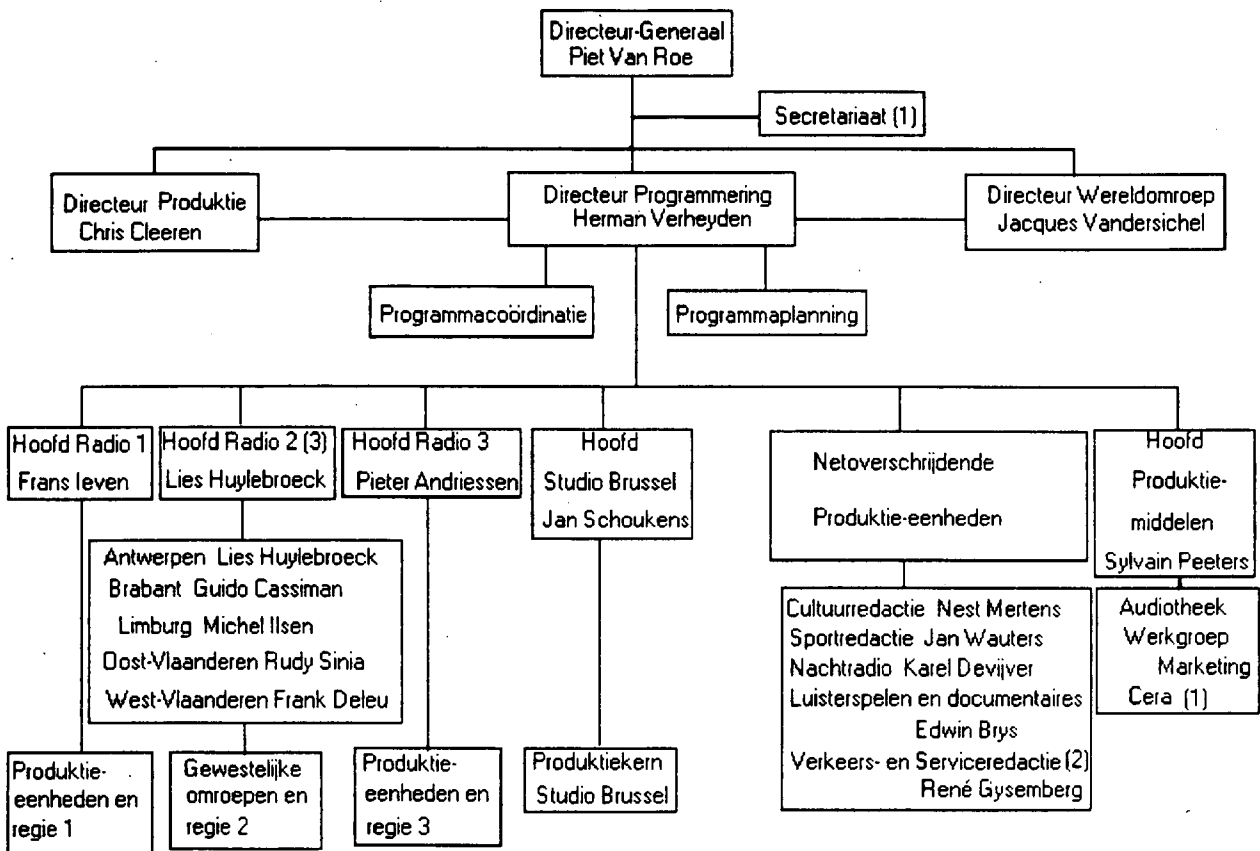 Directeur-Generaal
Piet Van Roe
Secretariaat (1)
Directeur Produktie
Chris Cleeren
Directeur Programmering
Herman Verheyden
Directeur Wereldomroep
Jacques Vandersichel
Programmacoördinatie
Programmaplanning
Hoofd Radio 1
Frans Ieven
Hoofd Radio 2 (3)
Lies Huylebroeck
Hoofd Radio 3
Pieter Andriessen
Hoofd
Studio Brussel
Jan Schoukens
Netoverschrijdende
Produktie-eenheden
Hoofd
Produktie-
middelen
Sylvain Peeters
Antwerpen Lies Huylebroeck
Brabant Guido Cassiman
Limburg Michel Ilsen
Oost-Vlaanderen Rudy Sinia
West-Vlaanderen Frank Deleu
Cultuurredactie Nest Mertens
Sportredactie Jan Wauters
Nachtradio Karel Devijver
Luisterspelen en documentaires
Edwin Brys
Verkeers- en Serviceredactie (2)
René Gysemberg
Audiotheek
Werkgroep
Marketing
Cera (1)
Produktie-
eenheden en
regie 1
Gewestelijke
omroepen en
regie 2
Produktie-
eenheden en
regie 3
Produktiekern
Studio Brussel